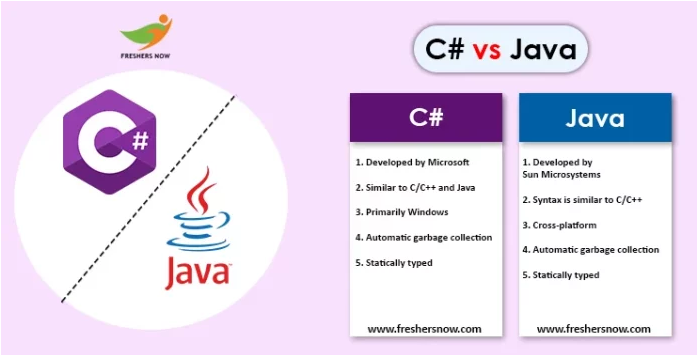 FRESHERS NOW
C# vs Java
C#
Java
C#
1. Developed by Microsoft
2. Similar to C/C++ and Java
3. Primarily Windows
4. Automatic garbage collection
5. Statically typed
www.freshersnow.com
Java
1. Developed by
Sun Microsystems
2. Syntax is similar to C/C++
3. Cross-platform
4. Automatic garbage collection
5. Statically typed
www.freshersnow.com